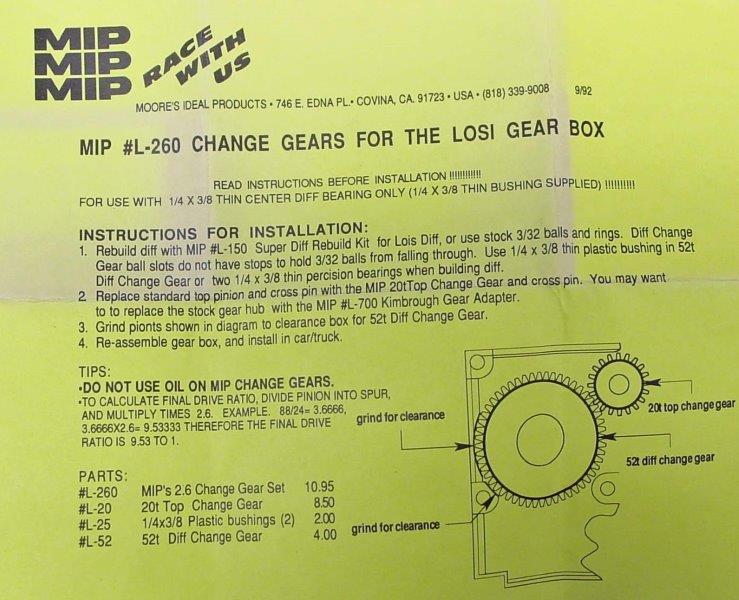 MIP
MIP
MIP
RACE
WITH
US
MOORE'S IDEAL PRODUCTS • 746 E. EDNA PL.• COVINA, CA. 91723 • USA • (818) 339-9008 9/92
MIP #L-260 CHANGE GEARS FOR THE LOSI GEAR BOX
READ INSTRUCTIONS BEFORE INSTALLATION !!!!!!!!!!!!
FOR USE WITH 1/4 X 3/8 THIN CENTER DIFF BEARING ONLY (1/4 X 3/8 THIN BUSHING SUPPLIED) !!!!!!!!!!!
INSTRUCTIONS FOR INSTALLATION:
1. Rebuild diff with MIP #L-150 Super Diff Rebuild Kit for Lois Diff, or use stock 3/32 balls and rings. Diff Change
Gear ball slots do not have stops to hold 3/32 balls from falling through. Use 1/4 x 3/8 thin plastic bushing in 52t
Diff Change Gear or two 1/4 x 3/8 thin percision bearings when building diff.
2. Replace standard top pinion and cross pin with the MIP 20tTop Change Gear and cross pin. You may want
to to replace the stock gear hub with the MIP #L-700 Kimbrough Gear Adapter.
3. Grind pionts shown in diagram to clearance box for 52t Diff Change Gear.
4. Re-assemble gear box, and install in car/truck.
TIPS:
•DO NOT USE OIL ON MIP CHANGE GEARS.
•TO CALCULATE FINAL DRIVE RATIO, DIVIDE PINION INTO SPUR,
AND MULTIPLY TIMES 2.6. EXAMPLE. 88/24= 3.6666,
3.6666X2.6= 9.53333 THEREFORE THE FINAL DRIVE
RATIO IS 9.53 TO 1.
PARTS:
#L-260 MIP's 2.6 Change Gear Set 10.95
#L-20 20t Top Change Gear 8.50
#L-25 1/4x3/8 Plastic bushings (2) 2.00
#L-52 52t Diff Change Gear 4.00
grind for clearance
20t top change gear
52t diff change gear
grind for clearance